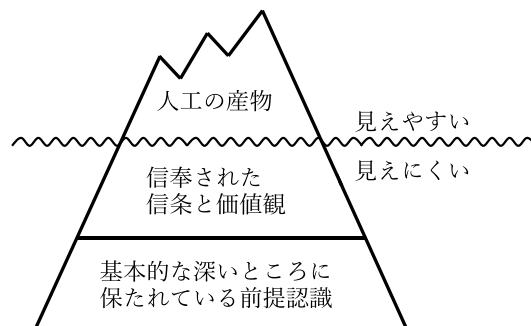 人工の産物
見えやすい
見えにくい
信奉された
信条と価値観
基本的な深いところに
保たれている前提認識